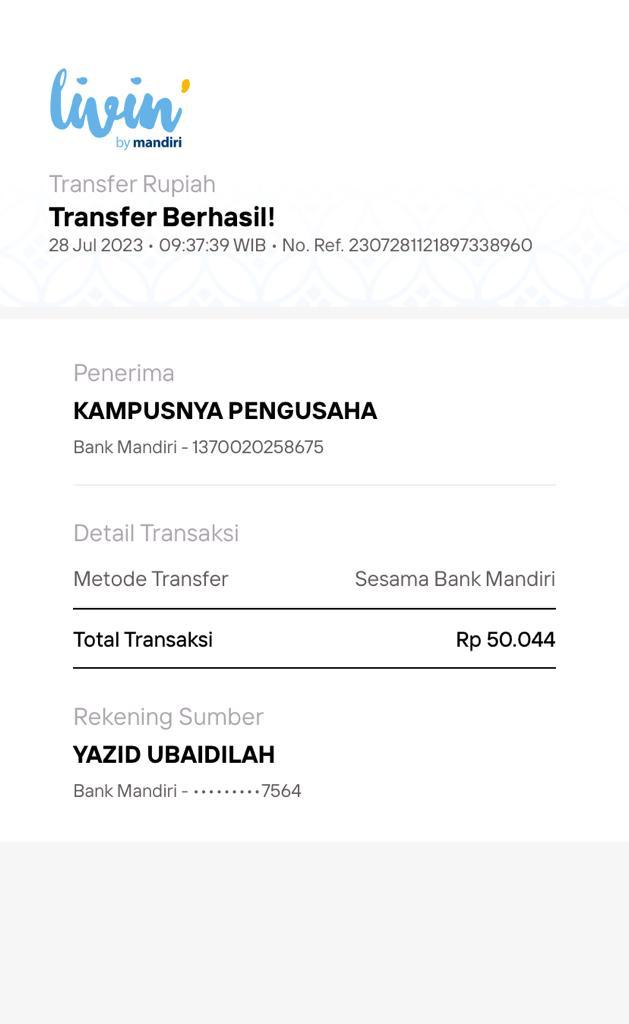 livin'
by mandiri
Transfer Rupiah
Transfer Berhasil!
28 Jul 2023 • 09:37:39 WIB • No. Ref. 2307281121897338960
Penerima
KAMPUSNYA PENGUSAHA
Bank Mandiri - 1370020258675
Detail Transaksi
Metode Transfer Sesama Bank Mandiri
Total Transaksi Rp 50.044
Rekening Sumber
YAZID UBAIDILAH
Bank Mandiri - •••••••••7564